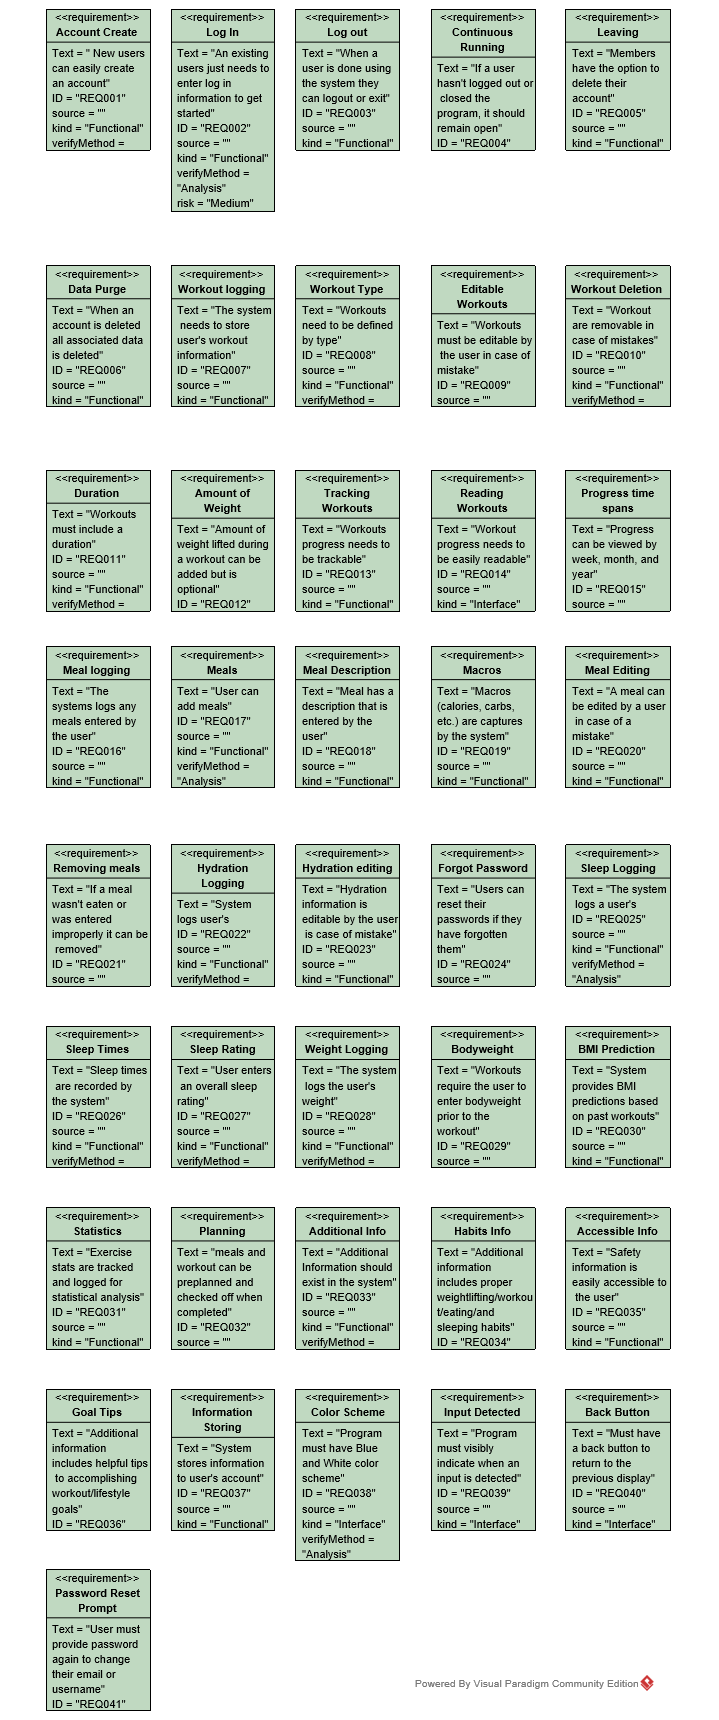 <<requirement>>
Account Create
Text = " New users
can easily create
an account"
ID = "REQ001"
source = ""
kind = "Functional"
verifyMethod =
<<requirement>>
Log In
Text = "An existing
users just needs to
enter log in
information to get
started"
ID = "REQ002"
source = ""
kind = "Functional"
verifyMethod =
"Analysis"
risk = "Medium"
<<requirement>>
Log out
Text = "When a
user is done using
the system they
can logout or exit"
ID = "REQ003"
source = ""
kind = "Functional"
<<requirement>>
Continuous
Running
Text = "If a user
hasn't logged out or
closed the
program, it should
remain open"
ID = "REQ004"
<<requirement>>
Leaving
Text = "Members
have the option to
delete their
account"
ID = "REQ005"
source = ""
kind = "Functional"
<<requirement>>
Data Purge
Text = "When an
account is deleted
all associated data
is deleted"
ID = "REQ006"
source = ""
kind = "Functional"
<<requirement>>
Workout logging
Text = "The system
needs to store
user's workout
information"
ID = "REQ007"
source = ""
kind = "Functional"
<<requirement>>
Workout Type
Text = "Workouts
need to be defined
by type"
ID = "REQ008"
source = ""
kind = "Functional"
verifyMethod =
<<requirement>>
Editable
Workouts
Text = "Workouts
must be editable by
the user in case of
mistake"
ID = "REQ009"
source = ""
<<requirement>>
Workout Deletion
Text = "Workout
are removable in
case of mistakes"
ID = "REQ010"
source = ""
kind = "Functional"
verifyMethod =
<<requirement>>
Duration
Text = "Workouts
must include a
duration"
ID = "REQ011"
source = ""
kind = "Functional"
verifyMethod =
<<requirement>>
Amount of
Weight
Text = "Amount of
weight lifted during
a workout can be
added but is
optional"
ID = "REQ012"
<<requirement>>
Tracking
Workouts
Text = "Workouts
progress needs to
be trackable"
ID = "REQ013"
source = ""
kind = "Functional"
<<requirement>>
Reading
Workouts
Text = "Workout
progress needs to
be easily readable"
ID = "REQ014"
source = ""
kind = "Interface"
<<requirement>>
Progress time
spans
Text = "Progress
can be viewed by
week, month, and
year"
ID = "REQ015"
source = ""
<<requirement>>
Meal logging
Text = "The
systems logs any
meals entered by
the user"
ID = "REQ016"
source = ""
kind = "Functional"
<<requirement>>
Meals
Text = "User can
add meals"
ID = "REQ017"
source = ""
kind = "Functional"
verifyMethod =
"Analysis"
<<requirement>>
Meal Description
Text = "Meal has a
description that is
entered by the
user"
ID = "REQ018"
source = ""
kind = "Functional"
<<requirement>>
Macros
Text = "Macros
(calories, carbs,
etc.) are captures
by the system"
ID = "REQ019"
source = ""
kind = "Functional"
<<requirement>>
Meal Editing
Text = "A meal can
be edited by a user
in case of a
mistake"
ID = "REQ020"
source = ""
kind = "Functional"
<<requirement>>
Removing meals
Text = "If a meal
wasn't eaten or
was entered
improperly it can be
removed"
ID = "REQ021"
source = ""
<<requirement>>
Hydration
Logging
Text = "System
logs user's
ID = "REQ022"
source = ""
kind = "Functional"
verifyMethod =
<<requirement>>
Hydration editing
Text = "Hydration
information is
editable by the user
is case of mistake"
ID = "REQ023"
source = ""
kind = "Functional"
<<requirement>>
Forgot Password
Text = "Users can
reset their
passwords if they
have forgotten
them"
ID = "REQ024"
source = ""
<<requirement>>
Sleep Logging
Text = "The system
logs a user's
ID = "REQ025"
source = ""
kind = "Functional"
verifyMethod =
"Analysis"
<<requirement>>
Sleep Times
Text = "Sleep times
are recorded by
the system"
ID = "REQ026"
source = ""
kind = "Functional"
verifyMethod =
<<requirement>>
Sleep Rating
Text = "User enters
an overall sleep
rating"
ID = "REQ027"
source = ""
kind = "Functional"
verifyMethod =
<<requirement>>
Weight Logging
Text = "The system
logs the user's
weight"
ID = "REQ028"
source = ""
kind = "Functional"
verifyMethod =
<<requirement>>
Bodyweight
Text = "Workouts
require the user to
enter bodyweight
prior to the
workout"
ID = "REQ029"
source = ""
<<requirement>>
BMI Prediction
Text = "System
provides BMI
predictions based
on past workouts"
ID = "REQ030"
source = ""
kind = "Functional"
<<requirement>>
Statistics
Text = "Exercise
stats are tracked
and logged for
statistical analysis"
ID = "REQ031"
source = ""
kind = "Functional"
<<requirement>>
Planning
Text = "meals and
workout can be
preplanned and
checked off when
completed"
ID = "REQ032"
source = ""
<<requirement>>
Additional Info
Text = "Additional
Information should
exist in the system"
ID = "REQ033"
source = ""
kind = "Functional"
verifyMethod =
<<requirement>>
Habits Info
Text = "Additional
information
includes proper
weightlifting/workou
t/eating/and
sleeping habits"
ID = "REQ034"
<<requirement>>
Accessible Info
Text = "Safety
information is
easily accessible to
the user"
ID = "REQ035"
source = ""
kind = "Functional"
<<requirement>>
Goal Tips
Text = "Additional
information
includes helpful tips
to accomplishing
workout/lifestyle
goals"
ID = "REQ036"
<<requirement>>
Information
Storing
Text = "System
stores information
to user's account"
ID = "REQ037"
source = ""
kind = "Functional"
<<requirement>>
Color Scheme
Text = "Program
must have Blue
and White color
scheme"
ID = "REQ038"
source = ""
kind = "Interface"
verifyMethod =
"Analysis"
<<requirement>>
Input Detected
Text = "Program
must visibly
indicate when an
input is detected"
ID = "REQ039"
source = ""
kind = "Interface"
<<requirement>>
Back Button
Text = "Must have
a back button to
return to the
previous display"
ID = "REQ040"
source = ""
kind = "Interface"
<<requirement>>
Password Reset
Prompt
Text = "User must
provide password
again to change
their email or
username"
ID = "REQ041"
Powered By Visual Paradigm Community Edition